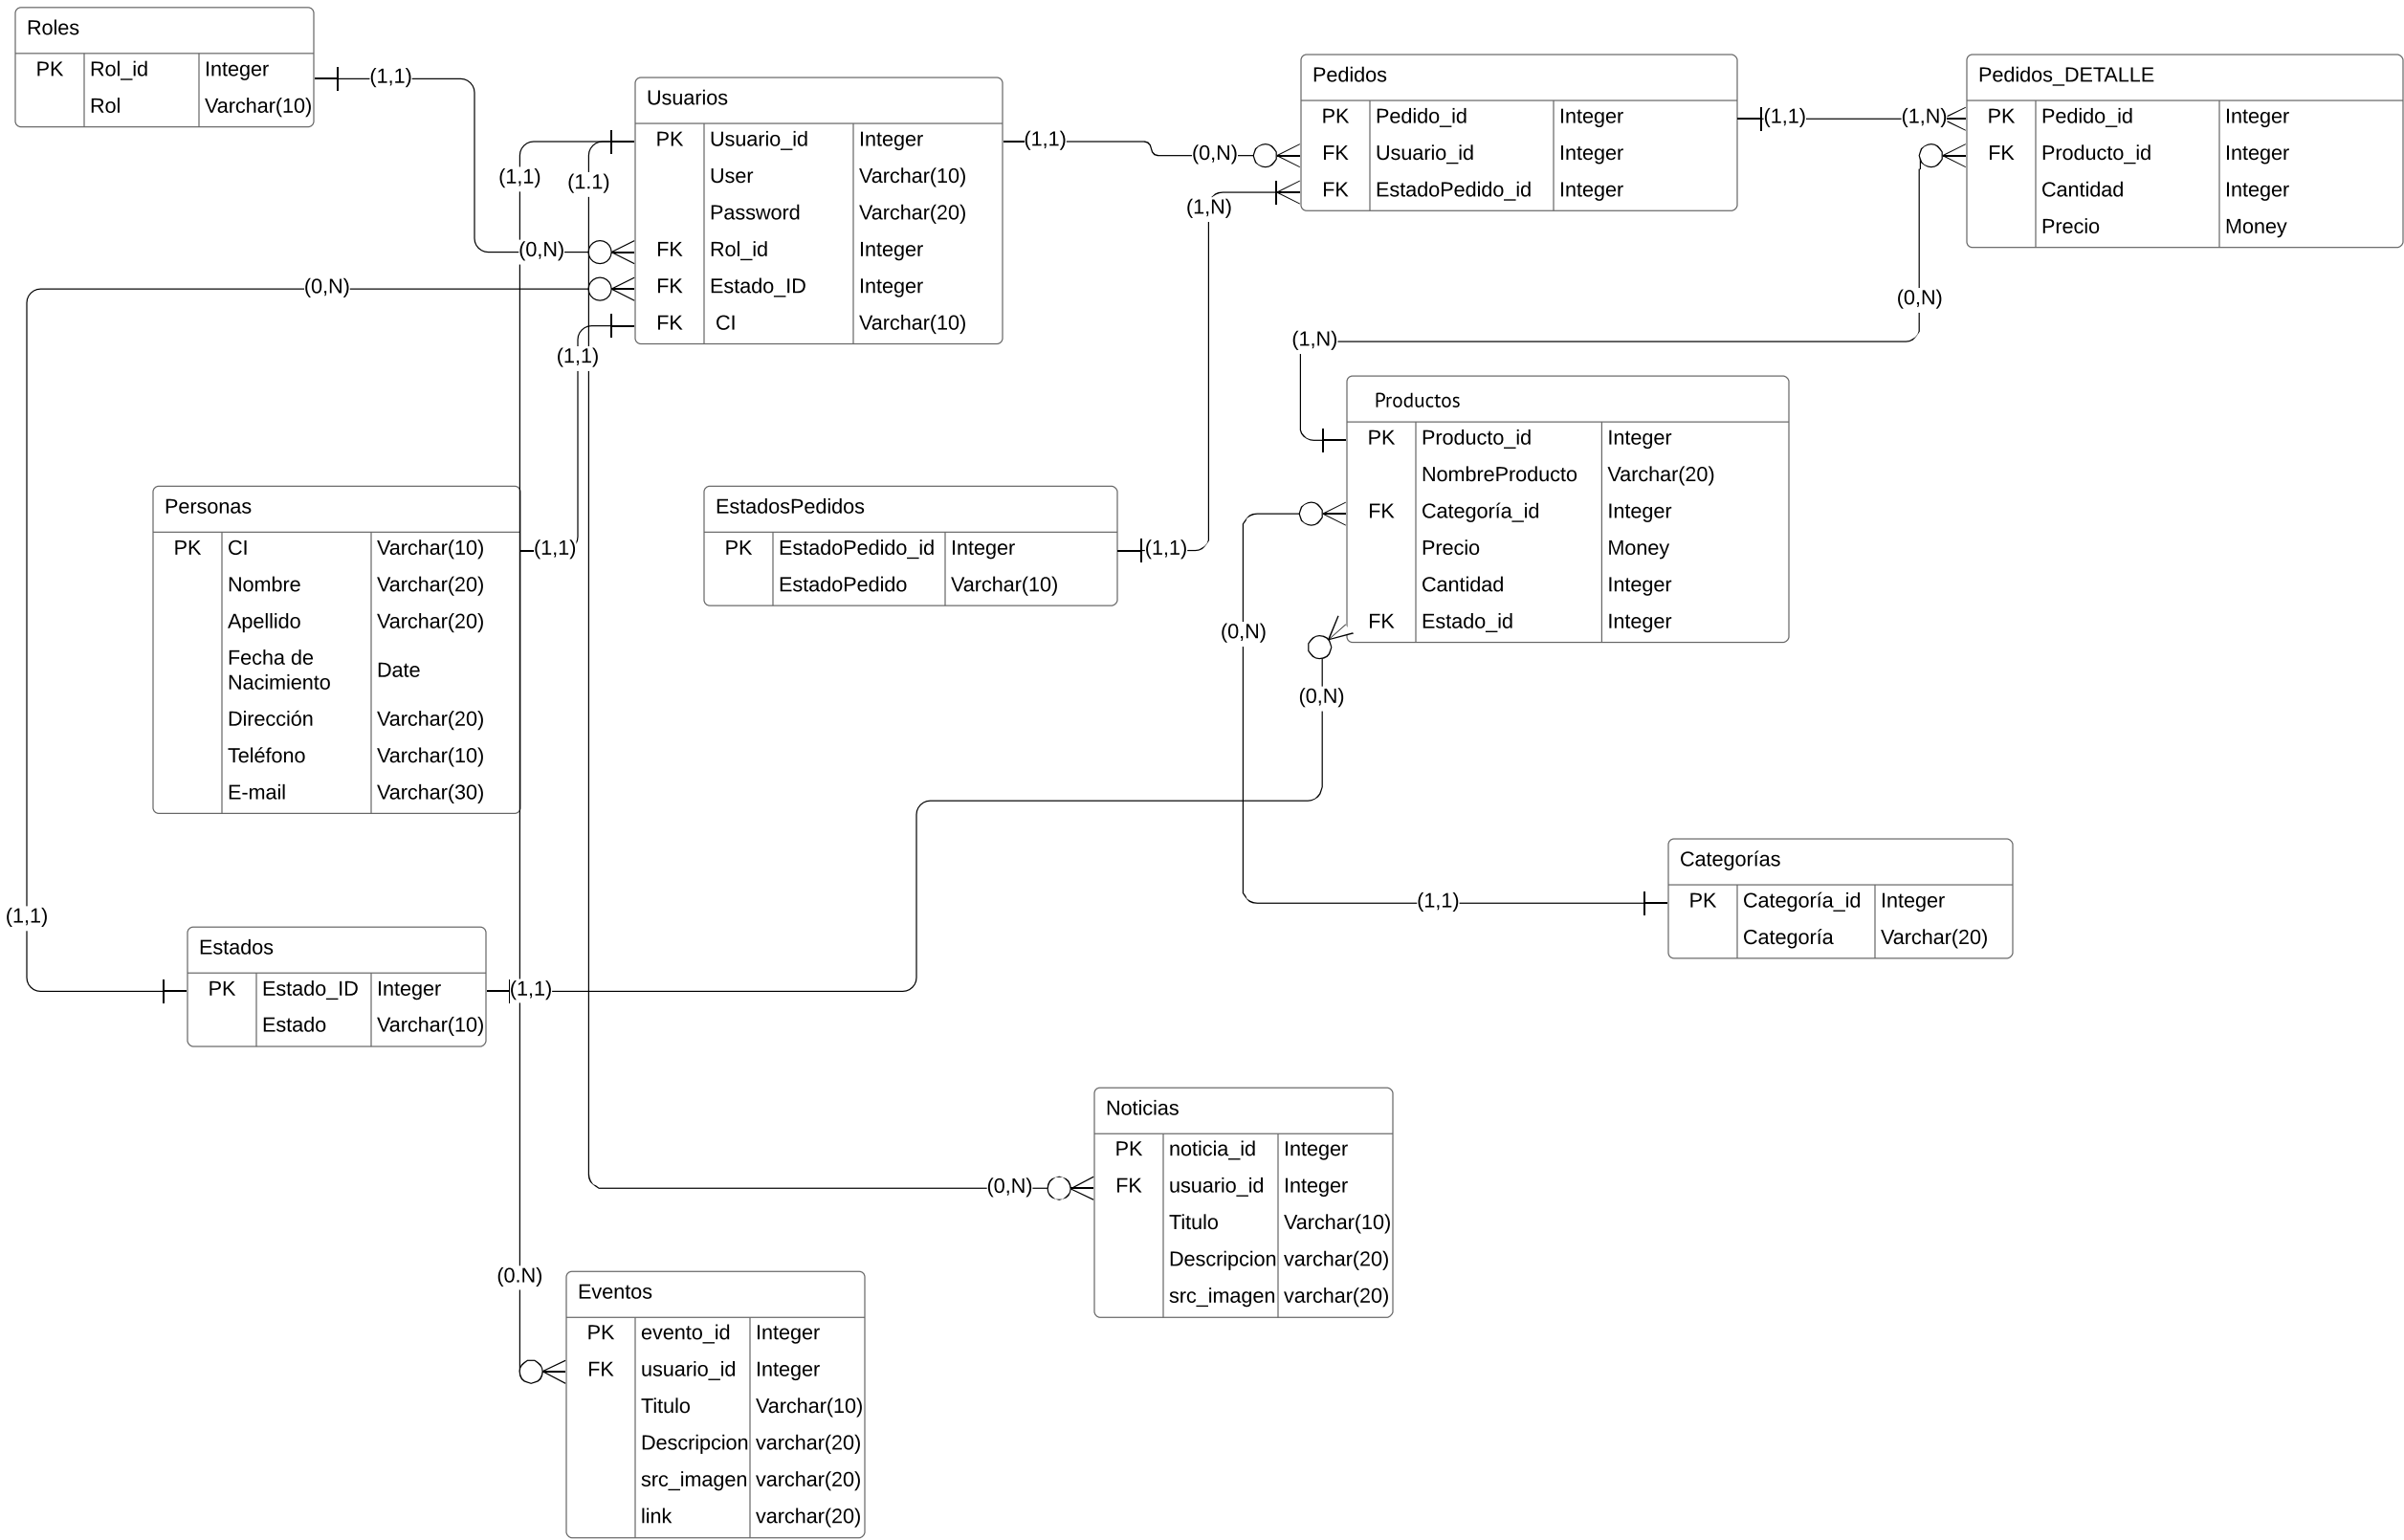 Roles
PK Rol_id Integer
Rol Varchar(10)
(1,1)
(0,N)
Usuarios
PK Usuario_id Integer
User Varchar(10)
Password Varchar(20)
FK Rol_id Integer
FK Estado_ID Integer
FK CI Varchar(10)
(1,1)
(1.1)
(0,N)
(1,1)
(1,1)
(0,N)
Pedidos
PK Pedido_id Integer
FK Usuario_id Integer
FK EstadoPedido_id Integer
(1,N)
(1,1)
(1,N)
Pedidos_DETALLE
PK Pedido_id Integer
FK Producto_id Integer
Cantidad Integer
Precio Money
(0,N)
(1,N)
Productos
PK Producto_id Integer
NombreProducto Varchar(20)
FK Categoría_id Integer
Precio Money
Cantidad Integer
FK Estado_id Integer
(0,N)
(0,N)
Personas
PK CI Varchar(10)
Nombre Varchar(20)
Apellido Varchar(20)
Fecha de
Nacimiento Date
Dirección Varchar(20)
Teléfono Varchar(10)
E-mail Varchar(30)
(1,1)
EstadosPedidos
PK EstadoPedido_id Integer
EstadoPedido Varchar(10)
(1,1)
Categorías
PK Categoría_id Integer
Categoría Varchar(20)
(1,1)
(1,1)
Estados
PK Estado_ID Integer
Estado Varchar(10)
(1,1)
Noticias
PK noticia_id Integer
FK usuario_id Integer
Titulo Varchar(10)
Descripcion varchar(20)
src_imagen varchar(20)
(0,N)
(0.N)
Eventos
PK evento_id Integer
FK usuario_id Integer
Titulo Varchar(10)
Descripcion varchar(20)
src_imagen varchar(20)
link varchar(20)